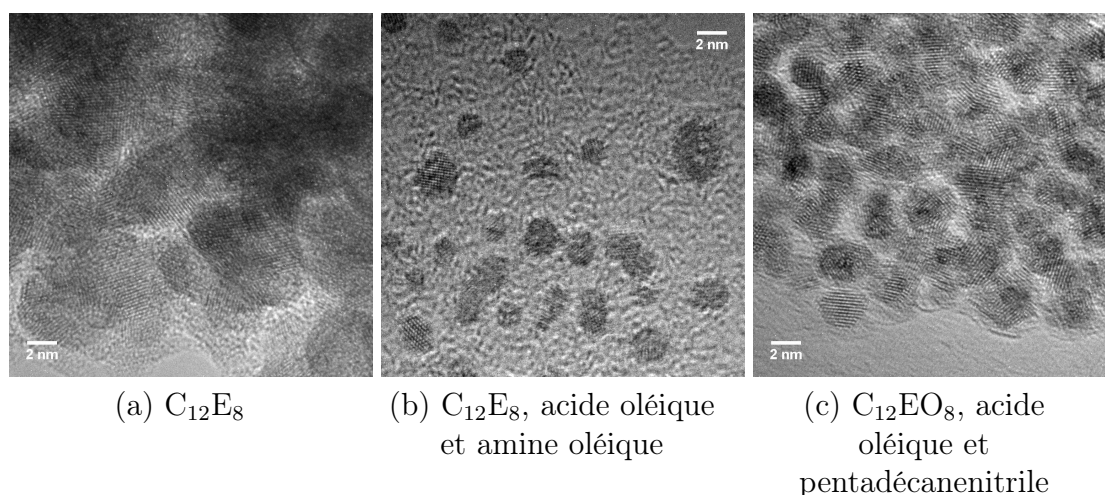 2 nm
2 nm
2 nm
(a) C₁₂E₈
(b) C₁₂E₈, acide oléique
et amine oléique
(c) C₁₂EO₈, acide
oléique et
pentadécanenitrile